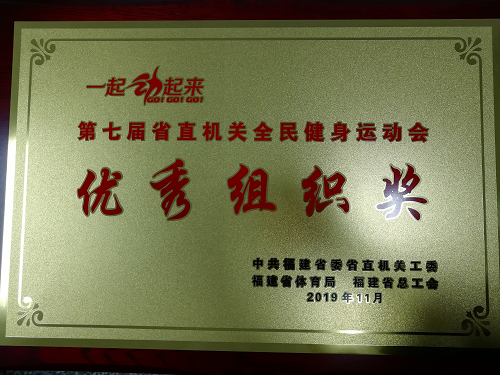 一起动起来
GO! GO! GO!
第七届省直机关全民健身运动会
优秀组织奖
中共福建省委省直机关工委
福建省体育局 福建省总工会
2019年11月